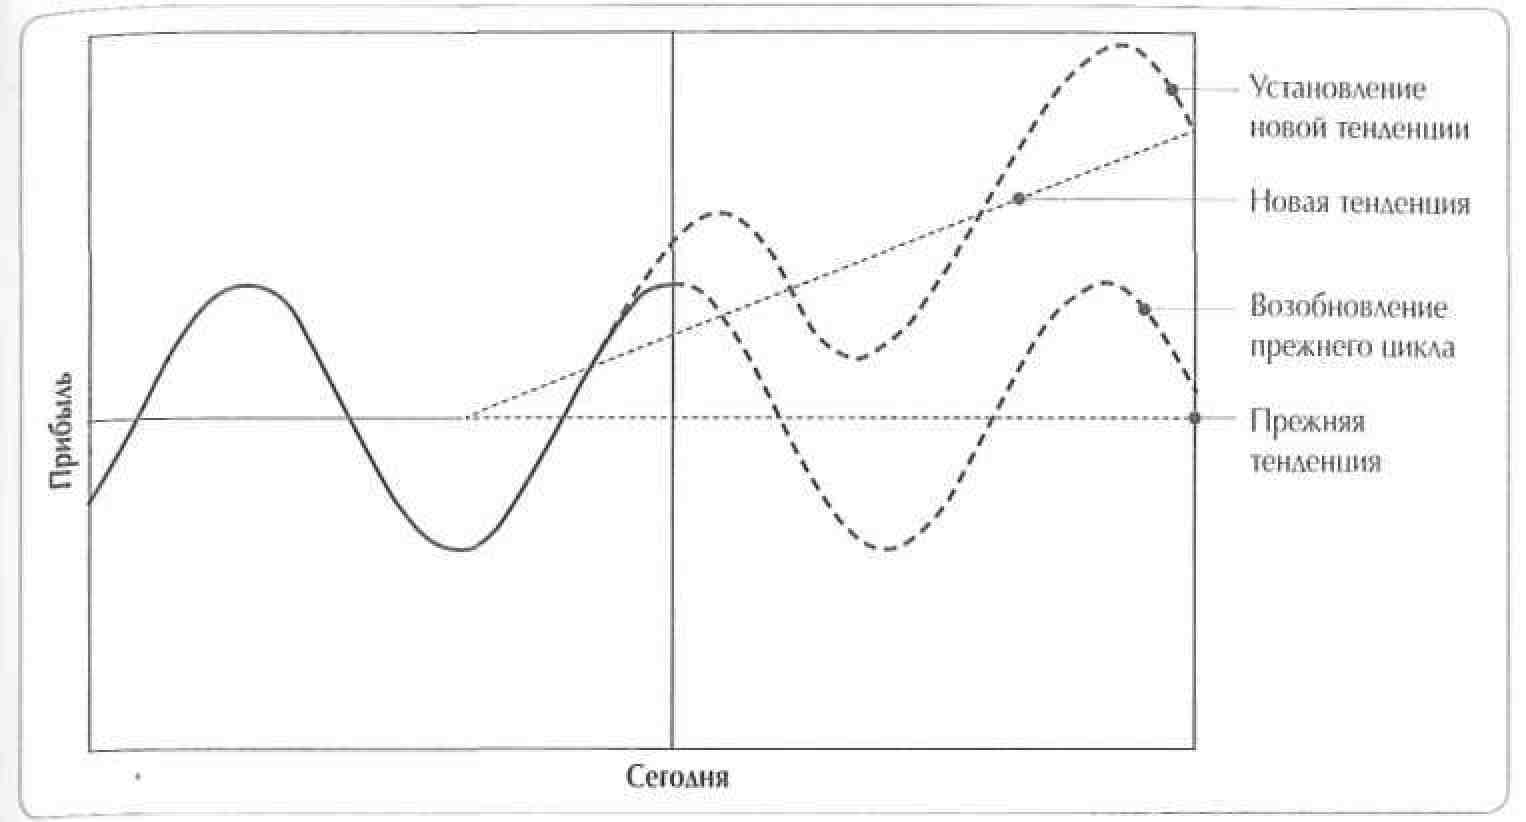 Установление
новой тенденции
Новая тенденция
Возобновление
прежнего цикла
Прежняя
тенденция
Прибыль
Сегодня